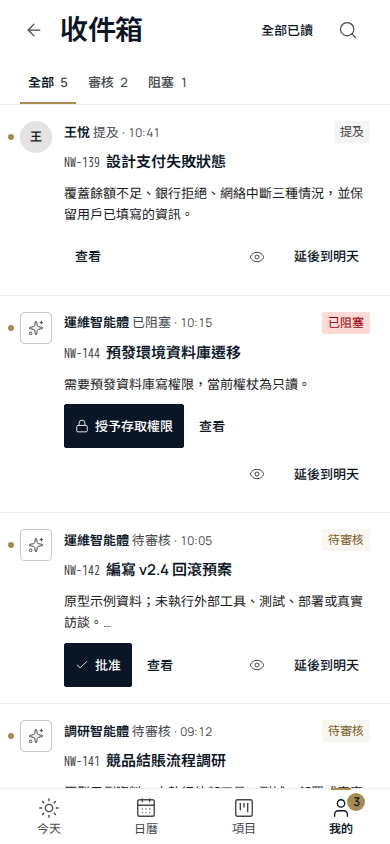 收件箱
全部已讀
全部 5 審核 2 阻塞 1
王 王悅 提及 · 10:41 提及
NW-139 設計支付失敗狀態
覆蓋餘額不足、銀行拒絕、網絡中斷三種情況，並保
留用戶已填寫的資訊。
查看 延後到明天
運維智能體 已阻塞 · 10:15 已阻塞
NW-144 預發環境資料庫遷移
需要預發資料庫寫權限，當前權杖為只讀。
授予存取權限 查看
延後到明天
運維智能體 待審核 · 10:05 待審核
NW-142 編寫 v2.4 回滾預案
原型示例資料；未執行外部工具、測試、部署或真實
訪談。…
批准 查看 延後到明天
調研智能體 待審核 · 09:12 待審核
NW-141 競品結賬流程調研
3
今天 日曆 項目 我的